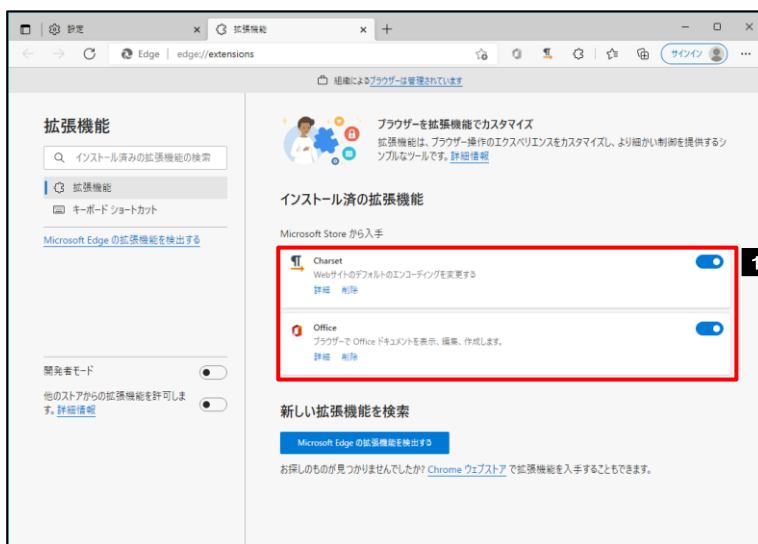 設定
拡張機能
Edge
edge://extensions
サインイン
組織によるブラウザーは管理されています
拡張機能
インストール済みの拡張機能の検索
拡張機能
キーボード ショートカット
Microsoft Edge の拡張機能を検出する
開発者モード
他のストアからの拡張機能を許可しま
す。詳細情報
ブラウザーを拡張機能でカスタマイズ
拡張機能は、ブラウザー操作のエクスペリエンスをカスタマイズし、より細かい制御を提供するシ
ンプルなツールです。詳細情報
インストール済の拡張機能
Microsoft Store から入手
Charset
Webサイトのデフォルトのエンコーディングを変更する
詳細 削除
1
Office
ブラウザーで Office ドキュメントを表示、編集、作成します。
詳細 削除
新しい拡張機能を検索
Microsoft Edge の拡張機能を検出する
お探しのものが見つかりませんでしたか? Chrome ウェブストア で拡張機能を入手することもできます。